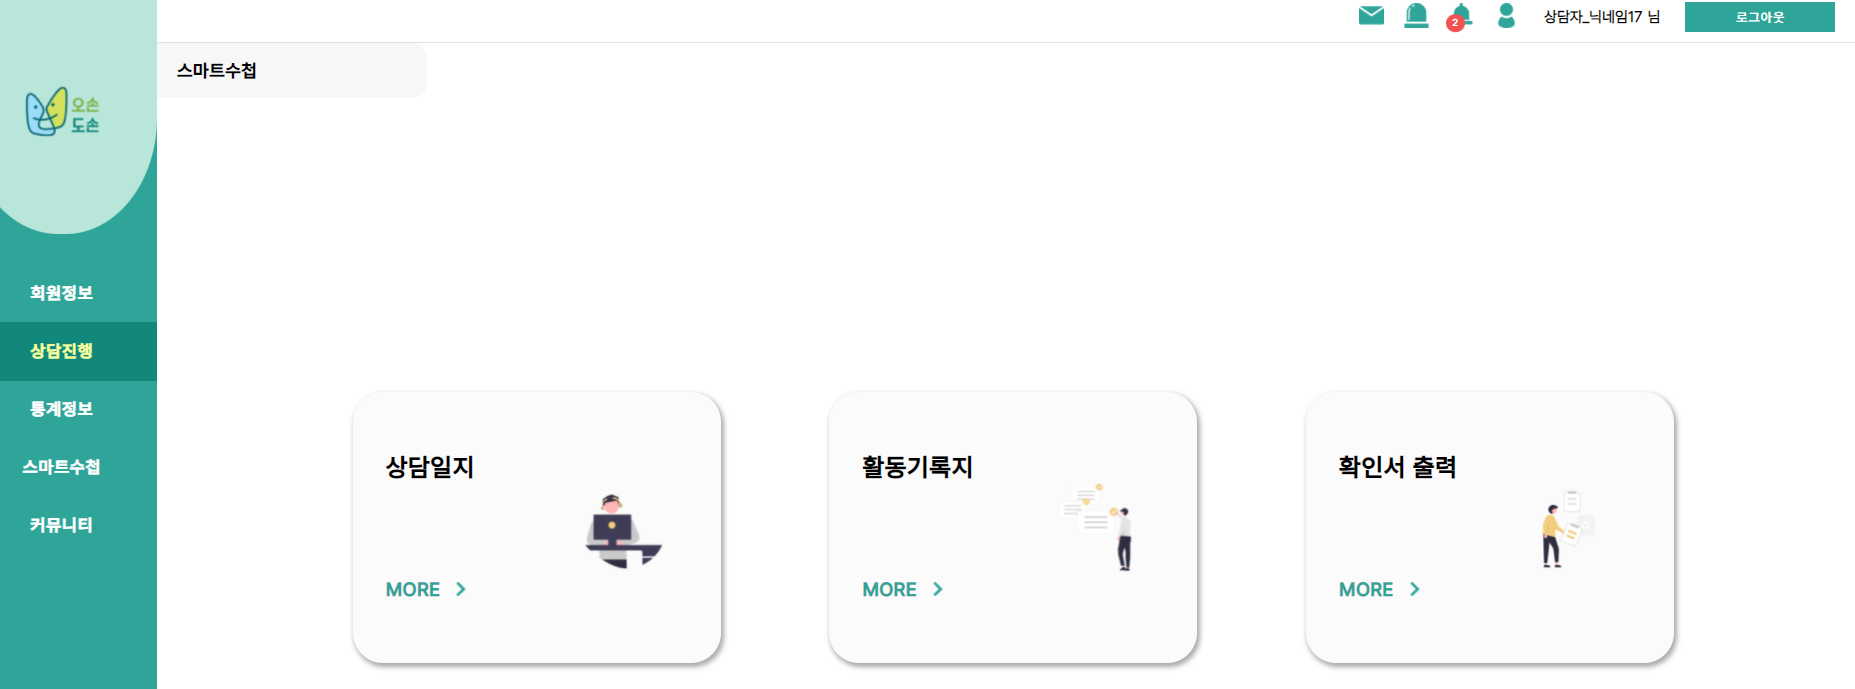 2
상담자_닉네임17 님
로그아웃
스마트수첩
오손
도손
회원정보
상담진행
통계정보
스마트수첩
커뮤니티
상담일지
MORE
활동기록지
MORE
확인서 출력
MORE